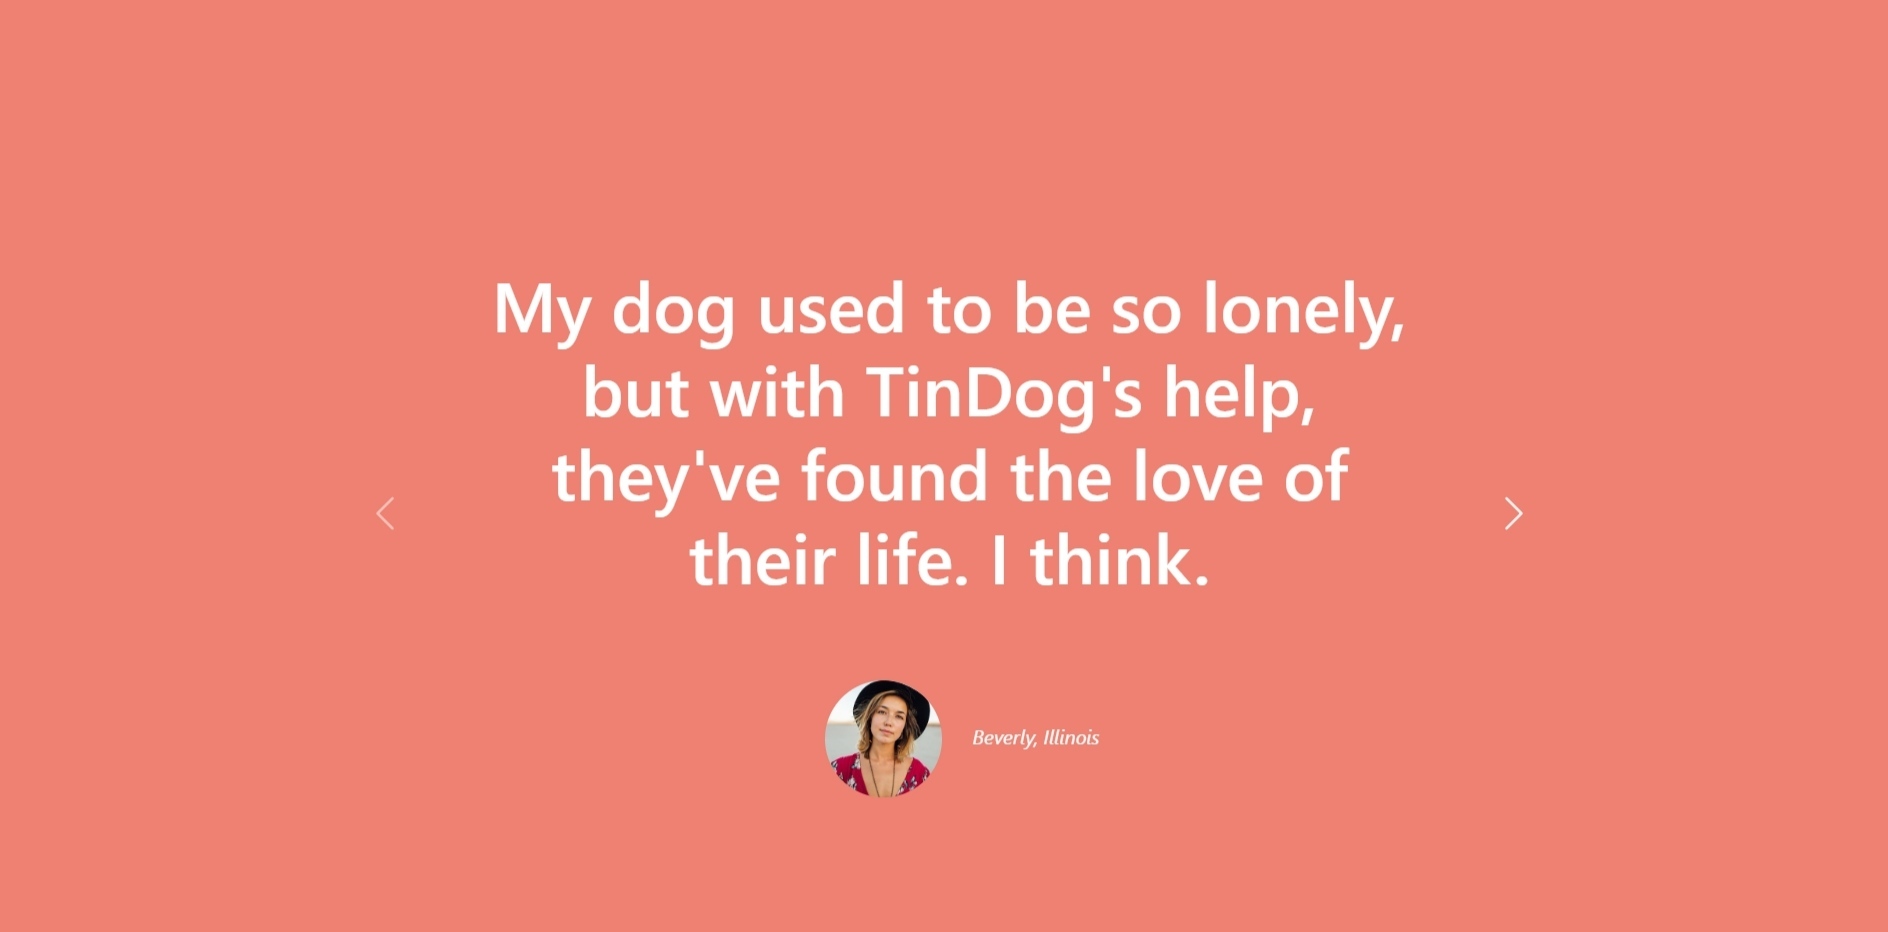 My dog used to be so lonely,
but with TinDog's help,
they've found the love of
their life. I think.
Beverly, Illinois